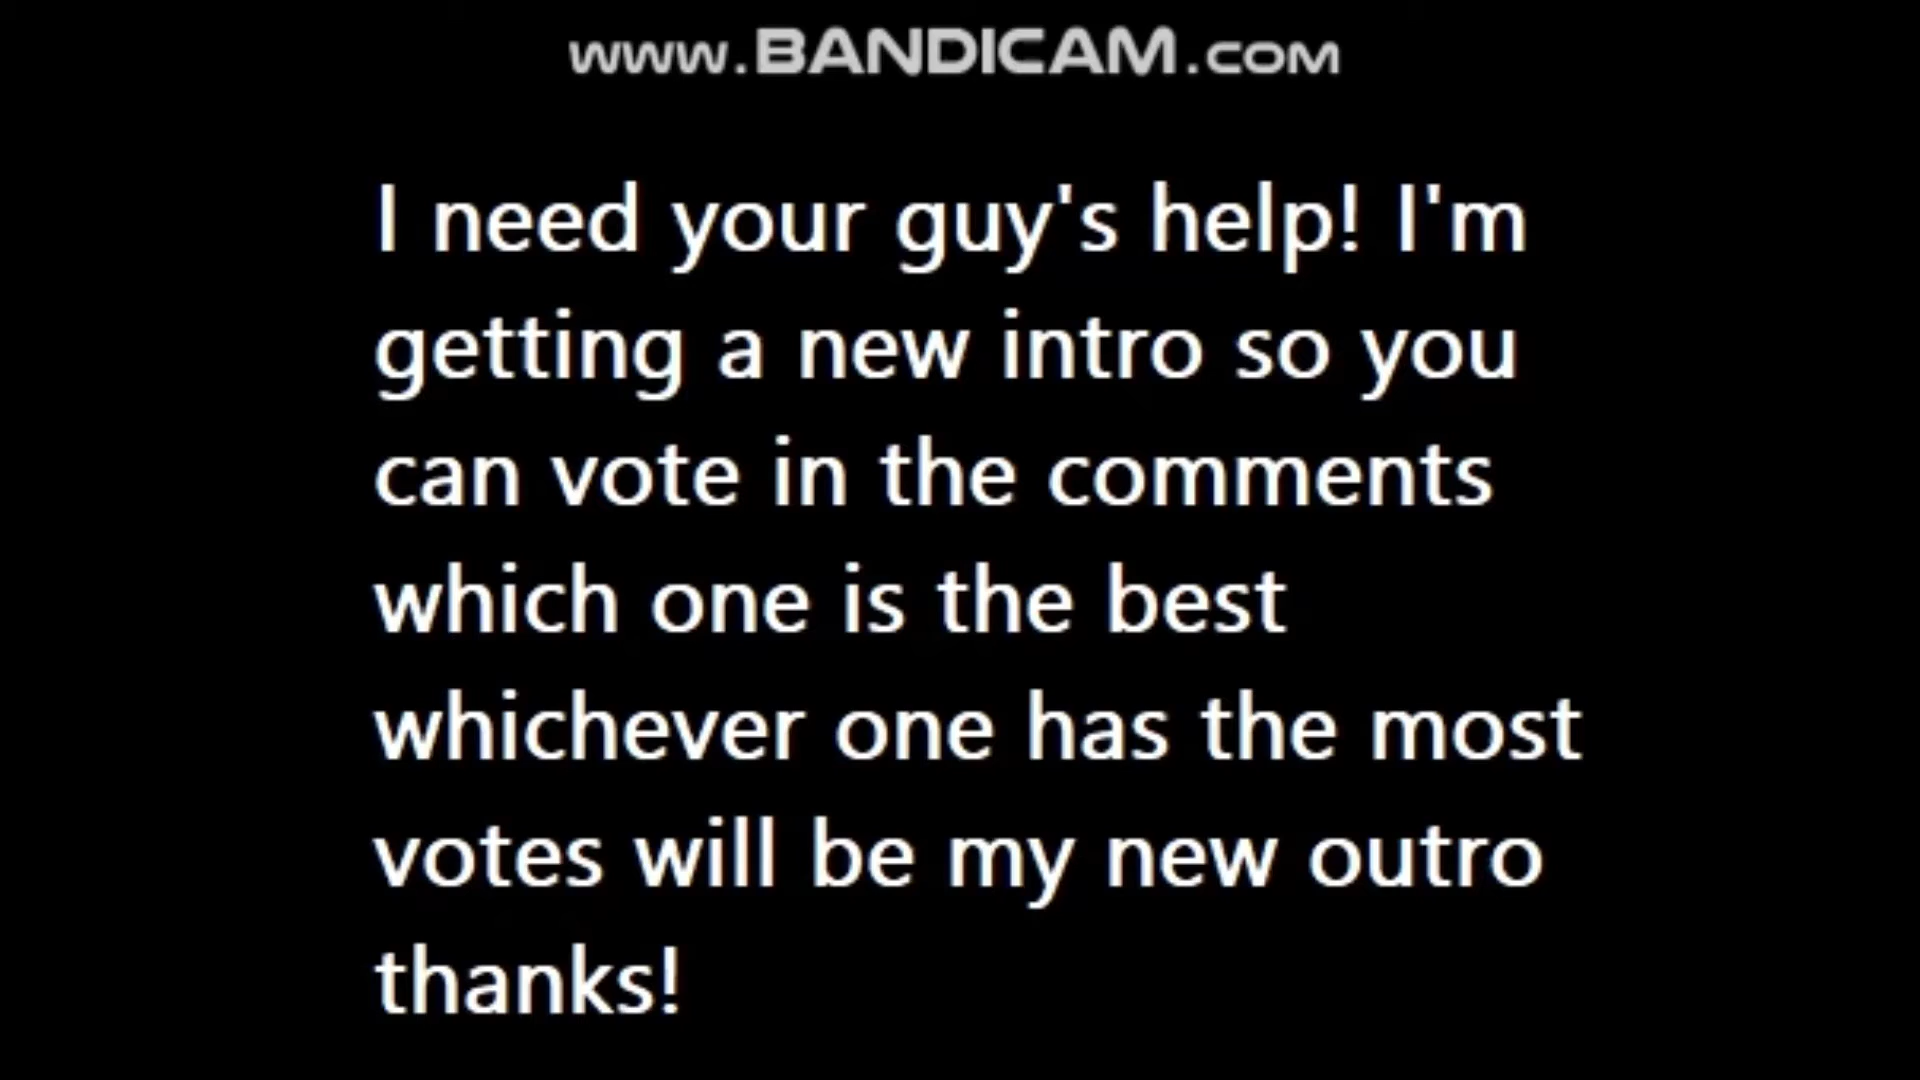 www.BANDICAM.COM
I need your guy's help! I'm
getting a new intro so you
can vote in the comments
which one is the best
whichever one has the most
votes will be my new outro
thanks!